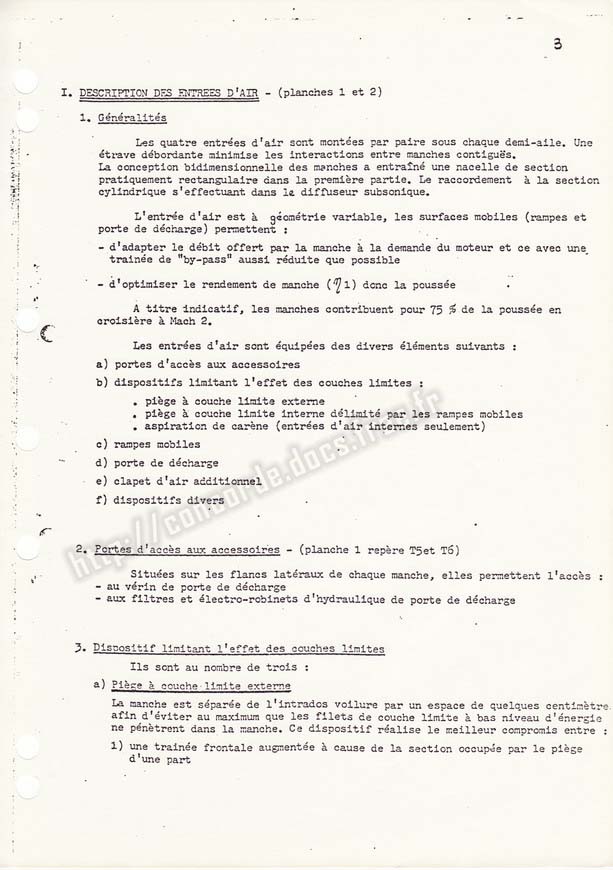 3
I. DESCRIPTION DES ENTREES D'AIR - (planches 1 et 2)
1. Généralités
Les quatre entrées d'air sont montées par paire sous chaque demi-aile. Une
étrave débordante minimise les interactions entre manches contiguës.
La conception bidimensionnelle des manches a entraîné une nacelle de section
pratiquement rectangulaire dans la première partie. Le raccordement à la section
cylindrique s'effectuant dans le diffuseur subsonique.
L'entrée d'air est à géométrie variable, les surfaces mobiles (rampes et
porte de décharge) permettent :
- d'adapter le débit offert par la manche à la demande du moteur et ce avec une
trainée de "by-pass" aussi réduite que possible
- d'optimiser le rendement de manche (η1) donc la poussée
A titre indicatif, les manches contribuent pour 75 % de la poussée en
croisière à Mach 2.
Les entrées d'air sont équipées des divers éléments suivants :
a) portes d'accès aux accessoires
b) dispositifs limitant l'effet des couches limites :
. piège à couche limite externe
. piège à couche limite interne délimité par les rampes mobiles
. aspiration de carène (entrées d'air internes seulement)
c) rampes mobiles
d) porte de décharge
e) clapet d'air additionnel
f) dispositifs divers
2. Portes d'accès aux accessoires - (planche 1 repère T5et T6)
Situées sur les flancs latéraux de chaque manche, elles permettent l'accès :
- au vérin de porte de décharge
- aux filtres et électro-robinets d'hydraulique de porte de décharge
3. Dispositif limitant l'effet des couches limites
Ils sont au nombre de trois :
a) Piège à couche limite externe
La manche est séparée de l'intrados voilure par un espace de quelques centimètre
afin d'éviter au maximum que les filets de couche limite à bas niveau d'énergie
ne pénètrent dans la manche. Ce dispositif réalise le meilleur compromis entre :
1) une trainée frontale augmentée à cause de la section occupée par le piège
d'une part
http://concorde.docs.free.fr